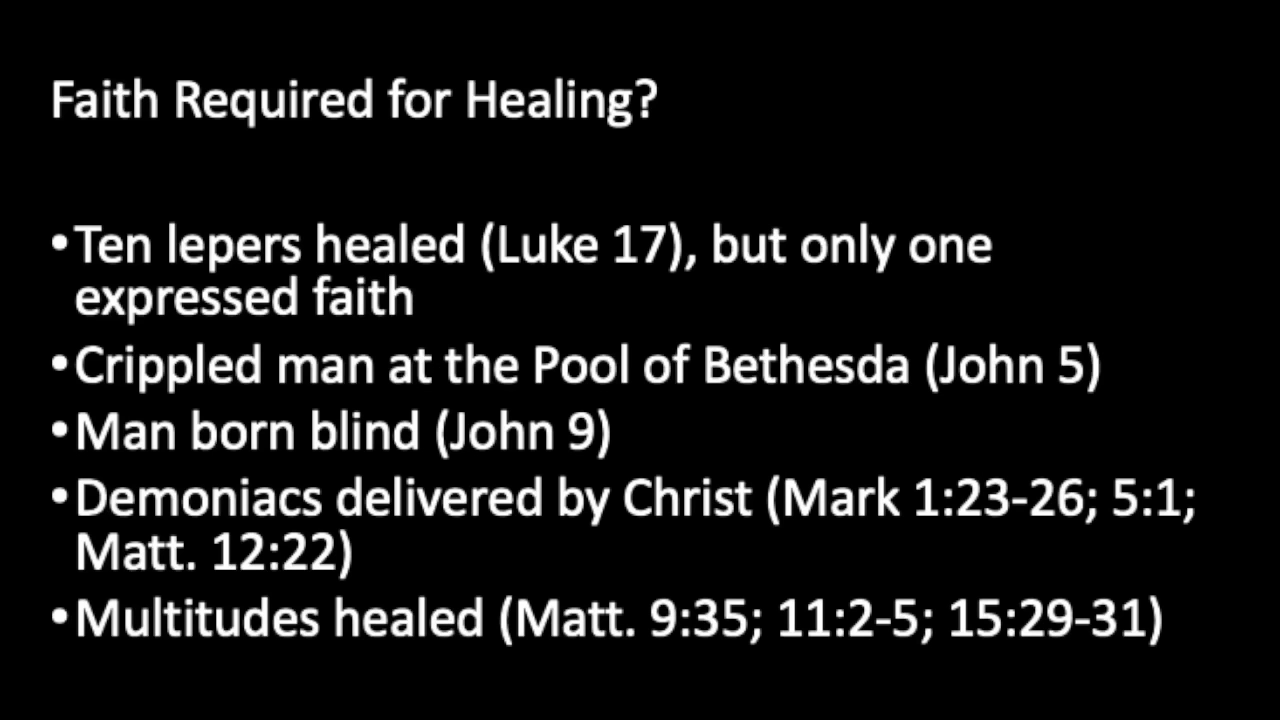 Faith Required for Healing?
•Ten lepers healed (Luke 17), but only one
expressed faith
•Crippled man at the Pool of Bethesda (John 5)
•Man born blind (John 9)
•Demoniacs delivered by Christ (Mark 1:23-26; 5:1;
Matt. 12:22)
•Multitudes healed (Matt. 9:35; 11:2-5; 15:29-31)